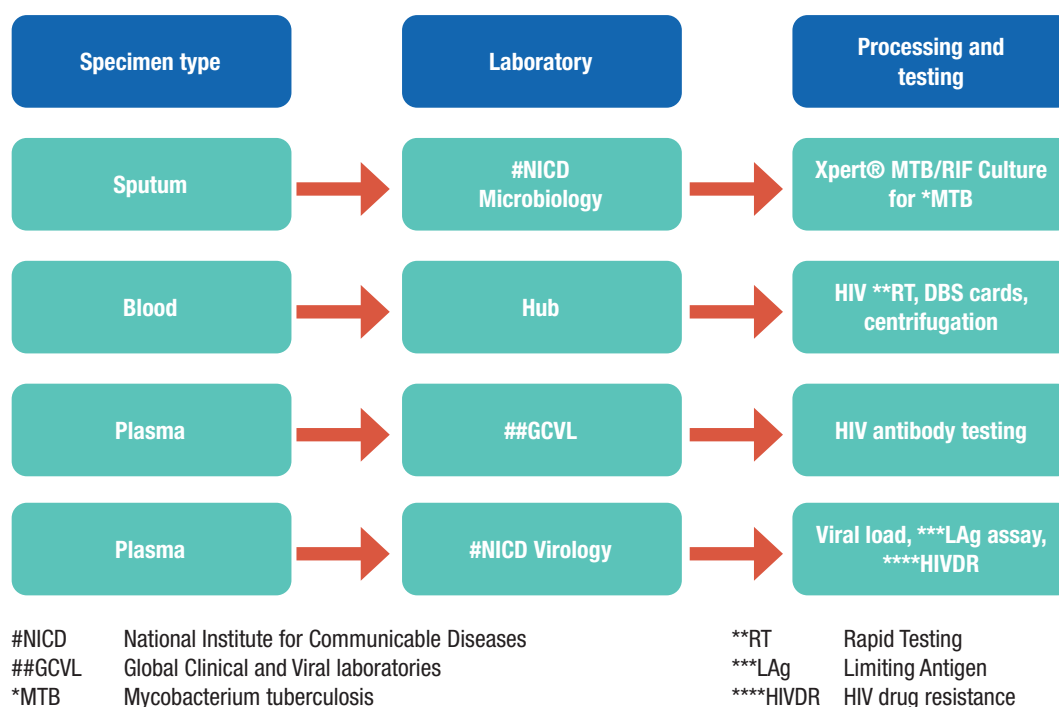 Specimen type
Laboratory
Processing and
testing
Sputum
#NICD
Microbiology
Xpert® MTB/RIF Culture
for *MTB
Blood
Hub
HIV **RT, DBS cards,
centrifugation
Plasma
##GCVL
HIV antibody testing
Plasma
#NICD Virology
Viral load, ***LAg assay,
****HIVDR
#NICD National Institute for Communicable Diseases
##GCVL Global Clinical and Viral laboratories
*MTB Mycobacterium tuberculosis
**RT Rapid Testing
***LAg Limiting Antigen
****HIVDR HIV drug resistance